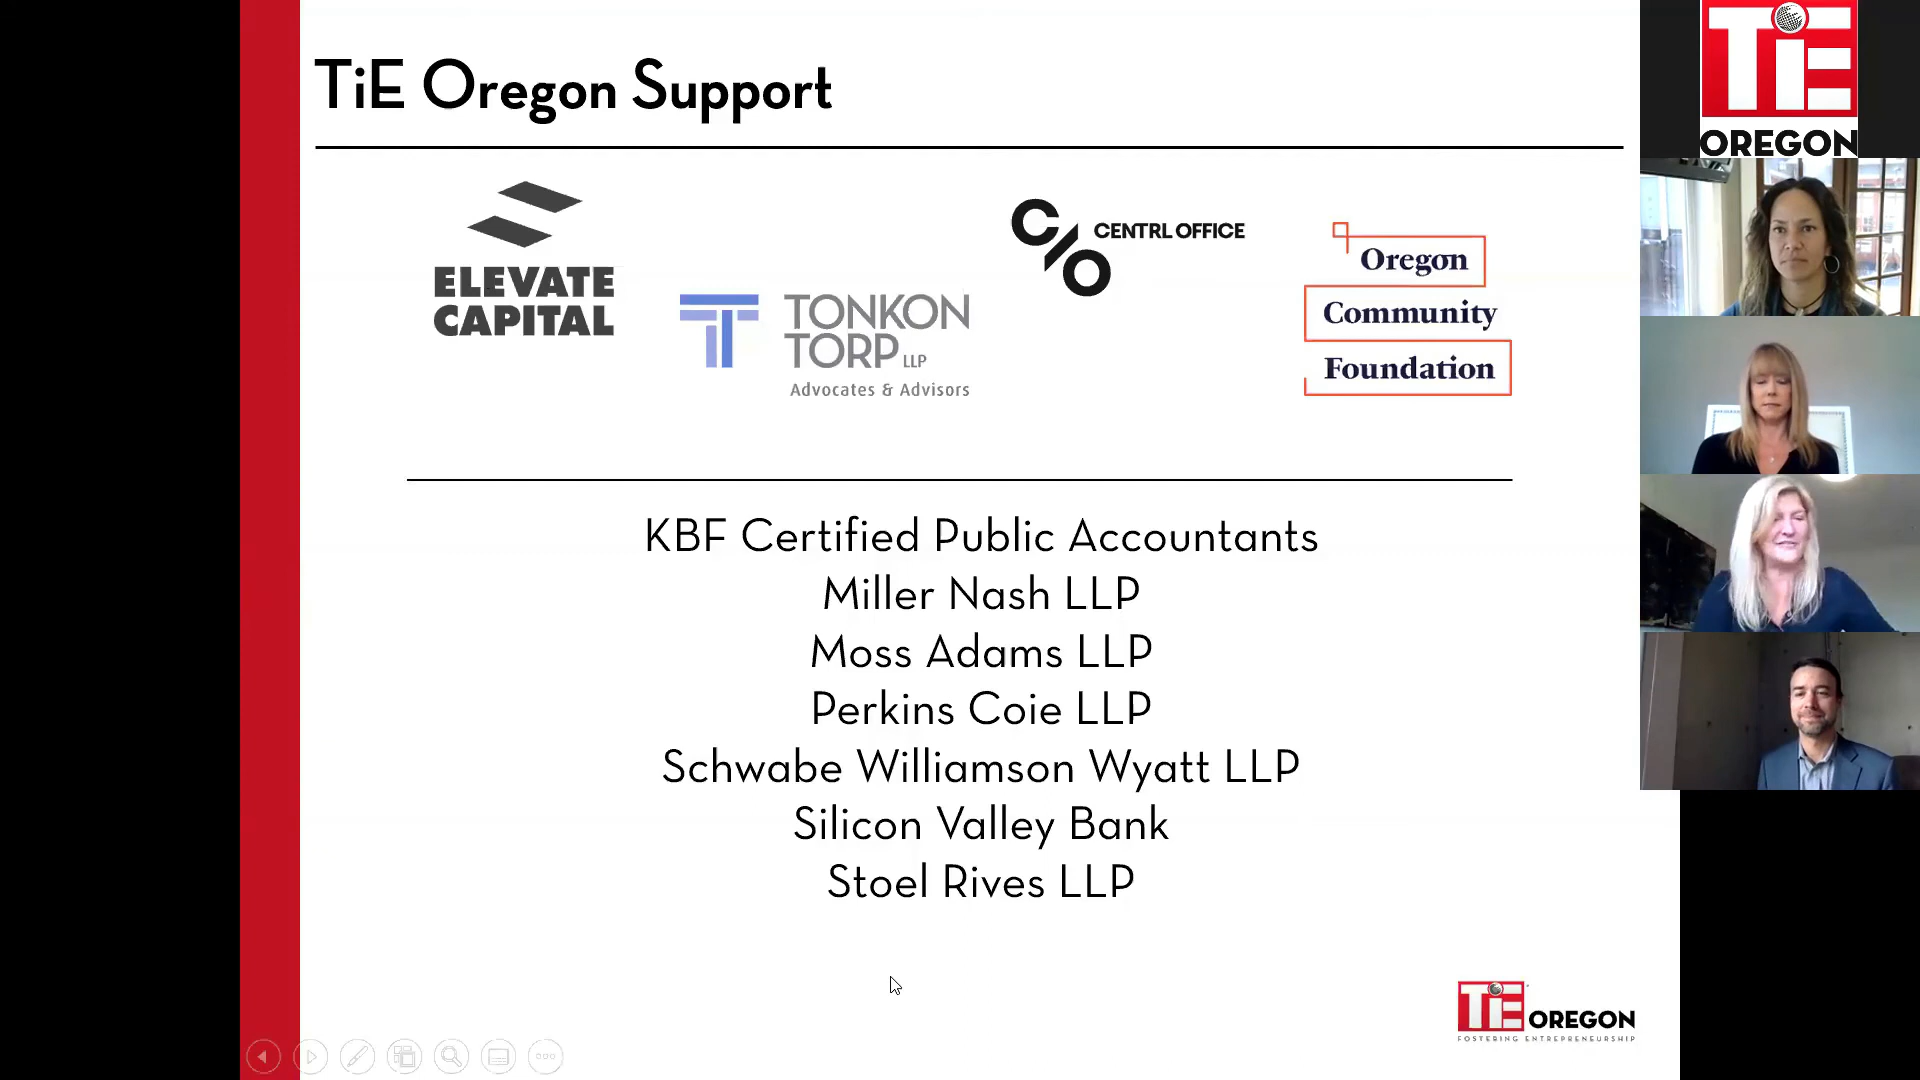 TiE Oregon Support
ELEVATE
CAPITAL
TONKON
TORP LLP
Advocates & Advisors
C/O CENTRL OFFICE
Oregon
Community
Foundation
KBF Certified Public Accountants
Miller Nash LLP
Moss Adams LLP
Perkins Coie LLP
Schwabe Williamson Wyatt LLP
Silicon Valley Bank
Stoel Rives LLP
TiE OREGON
FOSTERING ENTREPRENEURSHIP
TiE
OREGON